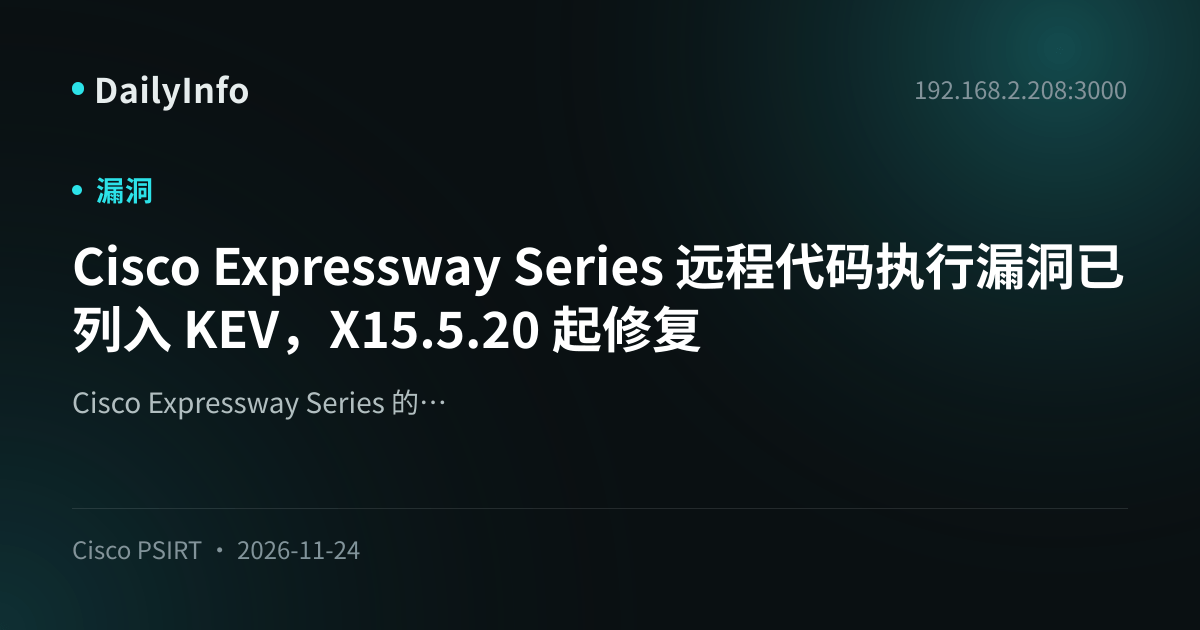 DailyInfo
192.168.2.208:3000
漏洞
Cisco Expressway Series 远程代码执行漏洞已
列入 KEV，X15.5.20 起修复
Cisco Expressway Series 的…
Cisco PSIRT · 2026-11-24